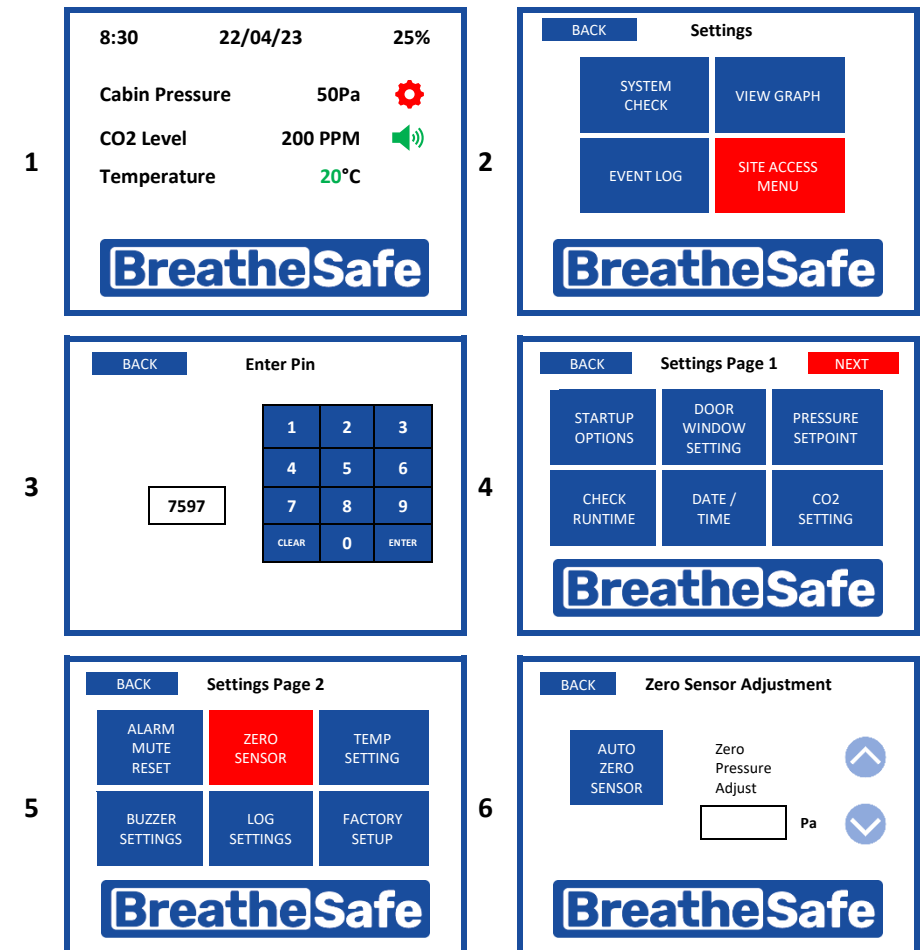 1
8:30 22/04/23 25%
Cabin Pressure 50Pa
CO2 Level 200 PPM
Temperature 20°C
BreatheSafe
2
BACK Settings
SYSTEM
CHECK
VIEW GRAPH
EVENT LOG
SITE ACCESS
MENU
BreatheSafe
3
BACK Enter Pin
7597
1 2 3
4 5 6
7 8 9
CLEAR 0 ENTER
4
BACK Settings Page 1 NEXT
STARTUP
OPTIONS
DOOR
WINDOW
SETTING
PRESSURE
SETPOINT
CHECK
RUNTIME
DATE /
TIME
CO2
SETTING
BreatheSafe
5
BACK Settings Page 2
ALARM
MUTE
RESET
ZERO
SENSOR
TEMP
SETTING
BUZZER
SETTINGS
LOG
SETTINGS
FACTORY
SETUP
BreatheSafe
6
BACK Zero Sensor Adjustment
AUTO
ZERO
SENSOR
Zero
Pressure
Adjust
Pa
BreatheSafe